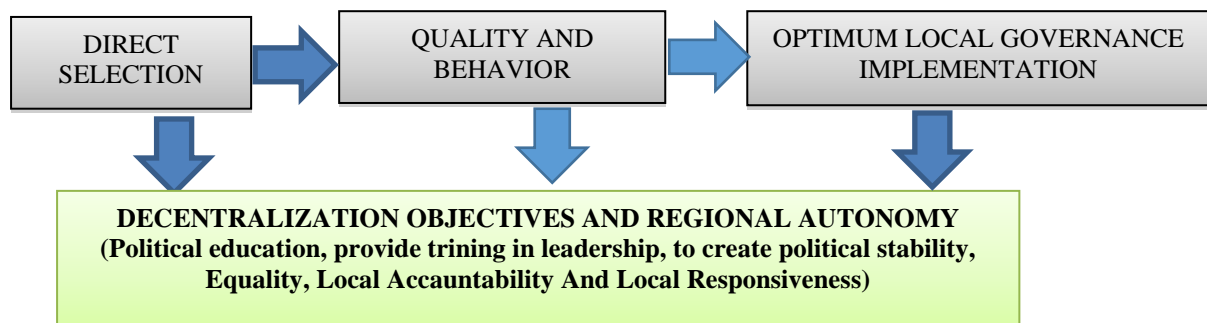 DIRECT
SELECTION
QUALITY AND
BEHAVIOR
OPTIMUM LOCAL GOVERNANCE
IMPLEMENTATION
DECENTRALIZATION OBJECTIVES AND REGIONAL AUTONOMY
(Political education, provide trining in leadership, to create political stability,
Equality, Local Accauntability And Local Responsiveness)